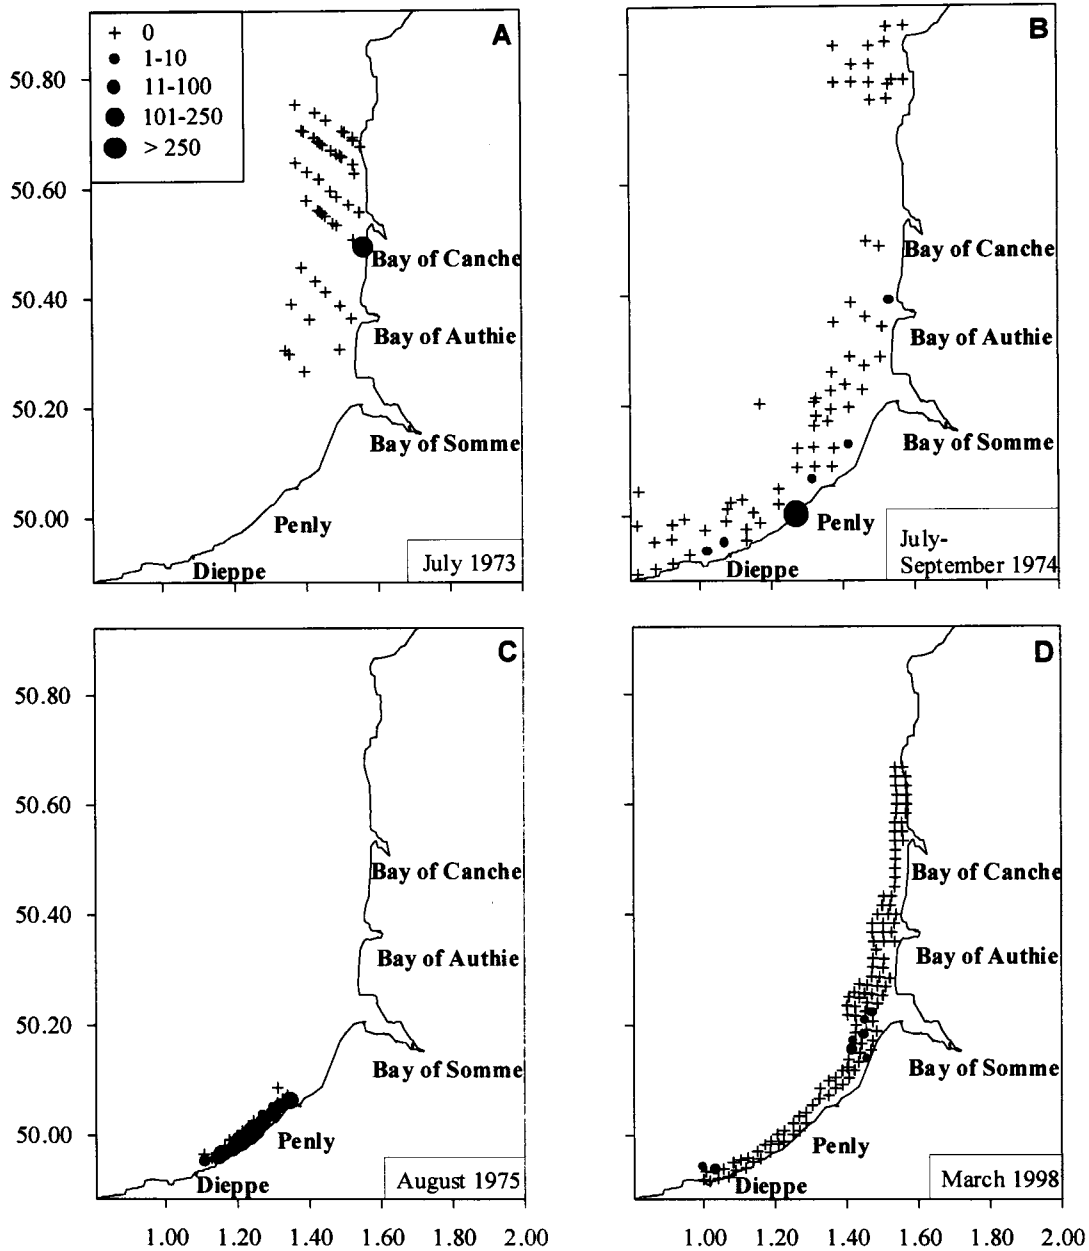 A
+ 0
1-10
11-100
101-250
> 250
50.80
50.60
50.40
50.20
50.00
Bay of Canche
Bay of Authie
Bay of Somme
Penly
Dieppe
July 1973
B
Bay of Canche
Bay of Authie
Bay of Somme
Penly
Dieppe
July-
September 1974
C
50.80
50.60
50.40
50.20
50.00
Bay of Canche
Bay of Authie
Bay of Somme
Penly
Dieppe
August 1975
1.00 1.20 1.40 1.60 1.80 2.00
D
Bay of Canche
Bay of Authie
Bay of Somme
Penly
Dieppe
March 1998
1.00 1.20 1.40 1.60 1.80 2.00